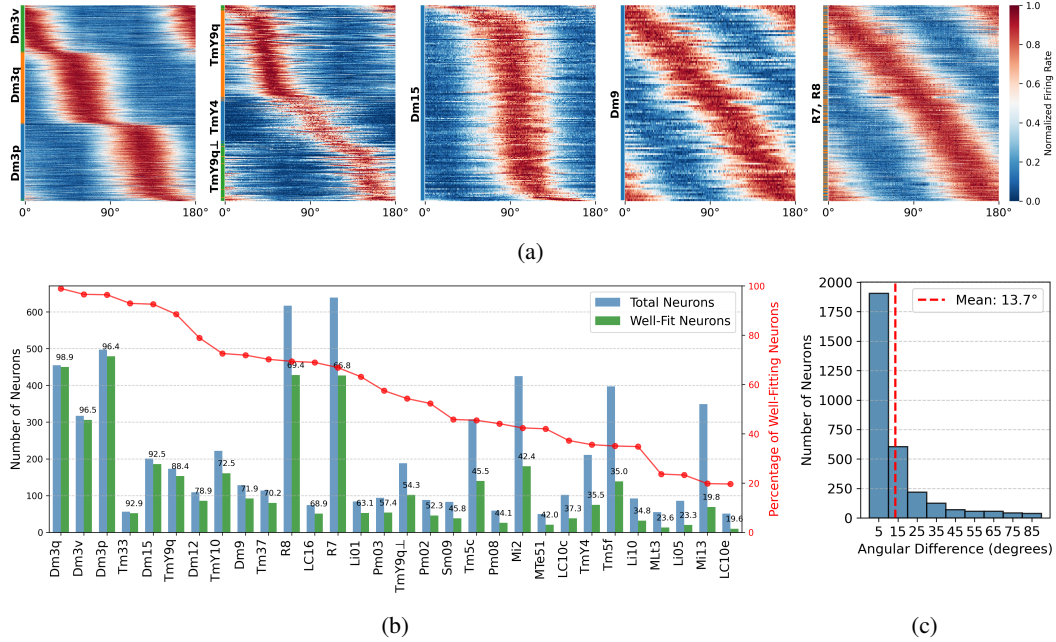 Dm3v
Dm3q
Dm3p
0°
90°
180°
TmY9q
TmY4
TmY9q⊥
0°
90°
180°
Dm15
0°
90°
180°
Dm9
0°
90°
180°
R7, R8
0°
90°
180°
1.0
0.8
0.6
0.4
0.2
0.0
Normalized Firing Rate
(a)
Number of Neurons
600
500
400
300
200
100
0
Total Neurons
Well-Fit Neurons
98.9
96.5
96.4
92.9
92.5
88.4
78.9
72.5
71.9
70.2
69.4
68.9
66.8
63.1
57.4
54.3
52.3
45.8
45.5
44.1
42.4
42.0
37.3
35.5
35.0
34.8
23.6
23.3
19.8
19.6
100
80
60
40
20
0
Percentage of Well-Fitting Neurons
Dm3q
Dm3v
Dm3p
Tm33
Dm15
TmY9q
Dm12
TmY10
Dm9
Tm37
R8
LC16
R7
Li01
Pm03
TmY9q⊥
Pm02
Sm09
Tm5c
Pm08
Mi2
MTe51
LC10c
TmY4
Tm5f
Li10
MLt3
Li05
Mi13
LC10e
(b)
Number of Neurons
2000
1750
1500
1250
1000
750
500
250
0
Mean: 13.7°
5 15 25 35 45 55 65 75 85
Angular Difference (degrees)
(c)